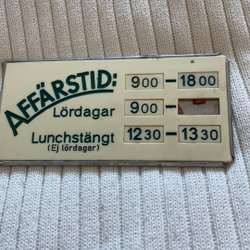 AFFÄRSTID: 900-1800
Lördagar 900-
Lunchstängt 1230-1330
(Ej lördagar)